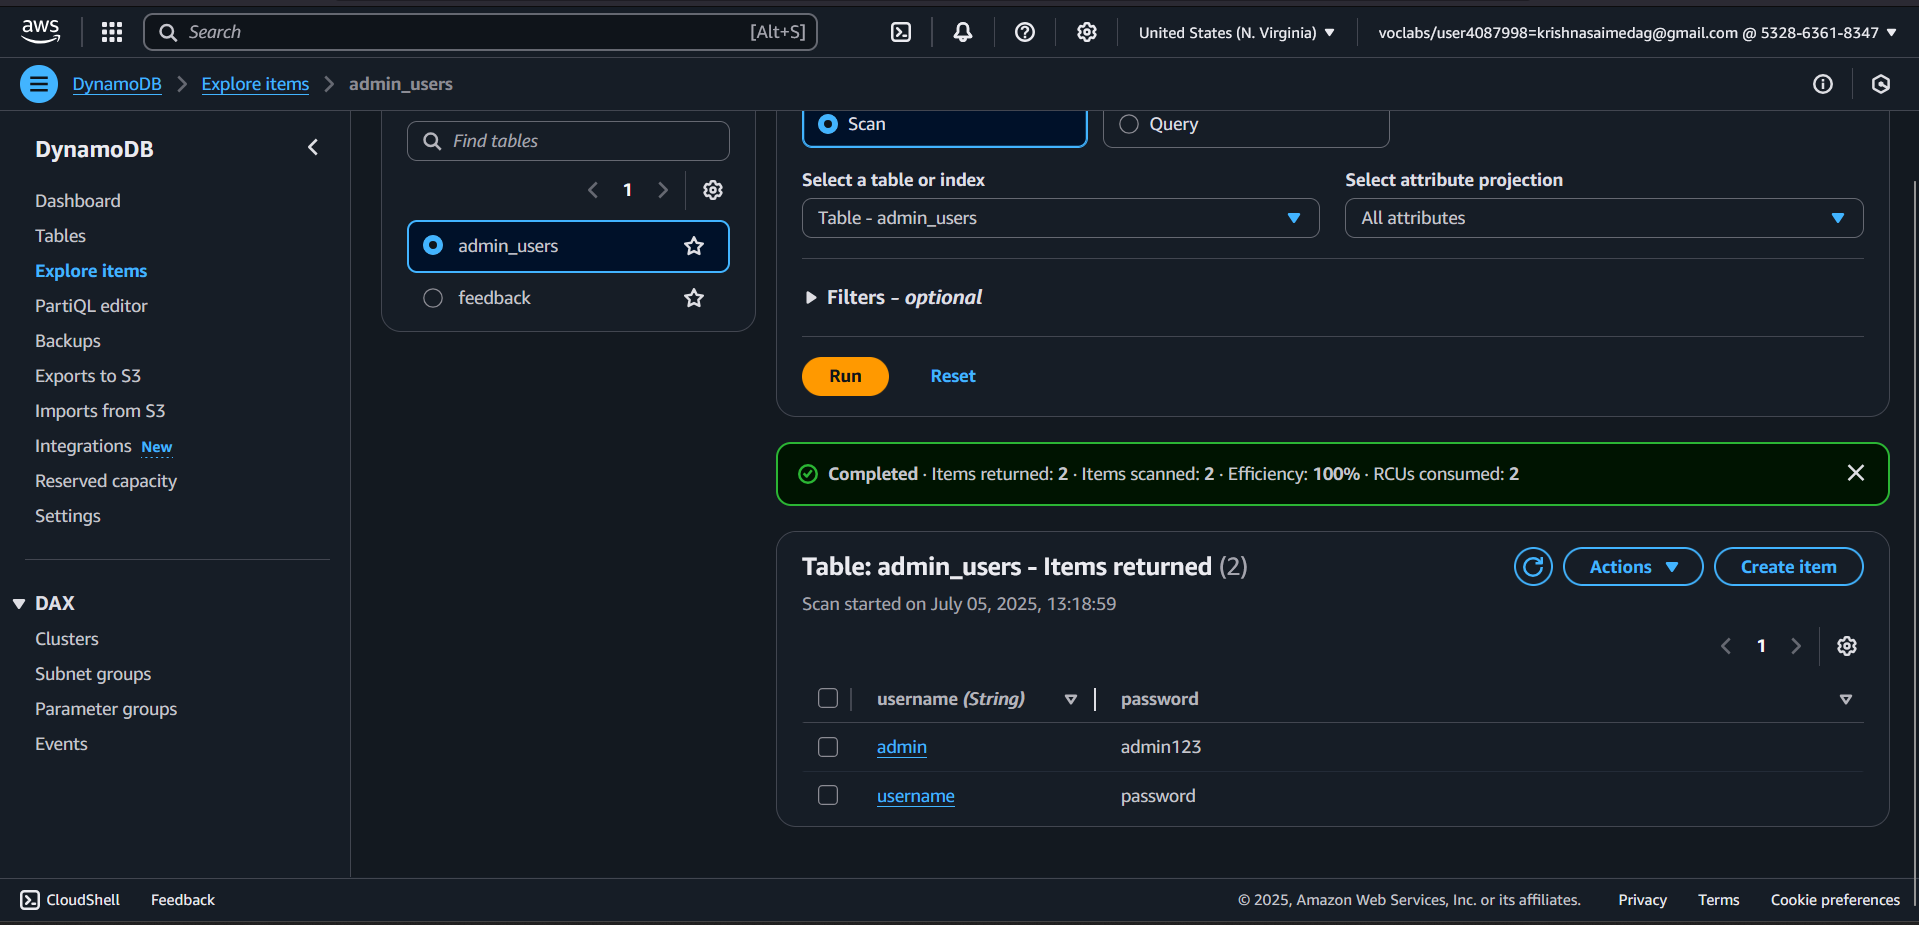 aws
Search [Alt+S]
United States (N. Virginia)
voclabs/user4087998=krishnasaimedag@gmail.com @ 5328-6361-8347
DynamoDB
Explore items
admin_users
DynamoDB
Dashboard
Tables
Explore items
PartiQL editor
Backups
Exports to S3
Imports from S3
Integrations New
Reserved capacity
Settings
DAX
Clusters
Subnet groups
Parameter groups
Events
Find tables
1
admin_users
feedback
Scan
Query
Select a table or index
Table - admin_users
Select attribute projection
All attributes
Filters - optional
Run
Reset
Completed · Items returned: 2 · Items scanned: 2 · Efficiency: 100% · RCUs consumed: 2
Table: admin_users - Items returned (2)
Scan started on July 05, 2025, 13:18:59
Actions
Create item
1
username (String) password
admin admin123
username password
CloudShell
Feedback
© 2025, Amazon Web Services, Inc. or its affiliates.
Privacy
Terms
Cookie preferences